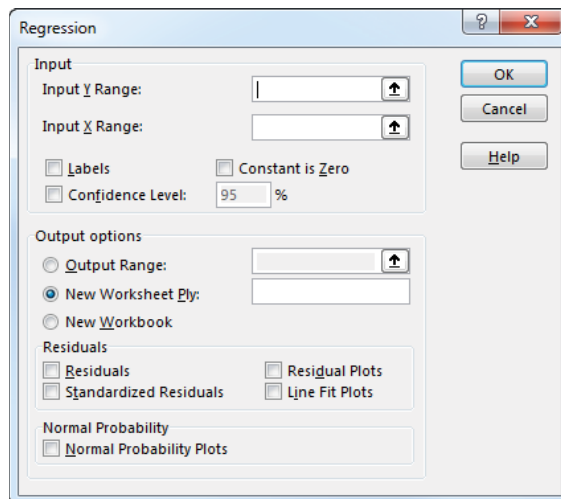 Regression
?
Input
OK
Input Y Range:
Cancel
Input X Range:
Help
Labels
Constant is Zero
Confidence Level:
95
%
Output options
Output Range:
New Worksheet Ply:
New Workbook
Residuals
Residuals
Residual Plots
Standardized Residuals
Line Fit Plots
Normal Probability
Normal Probability Plots